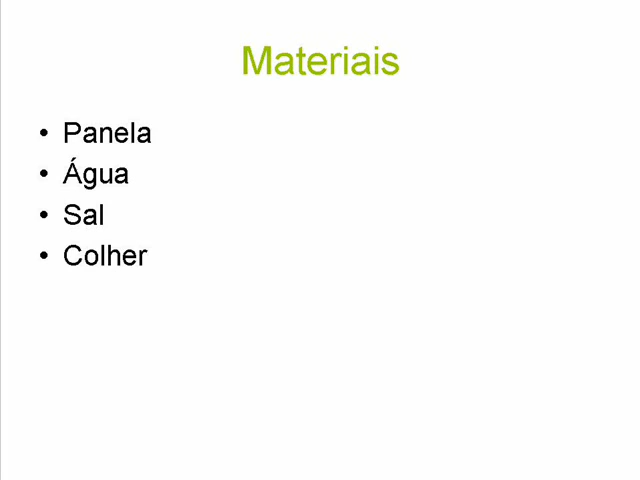 Materiais
• Panela
• Água
• Sal
• Colher